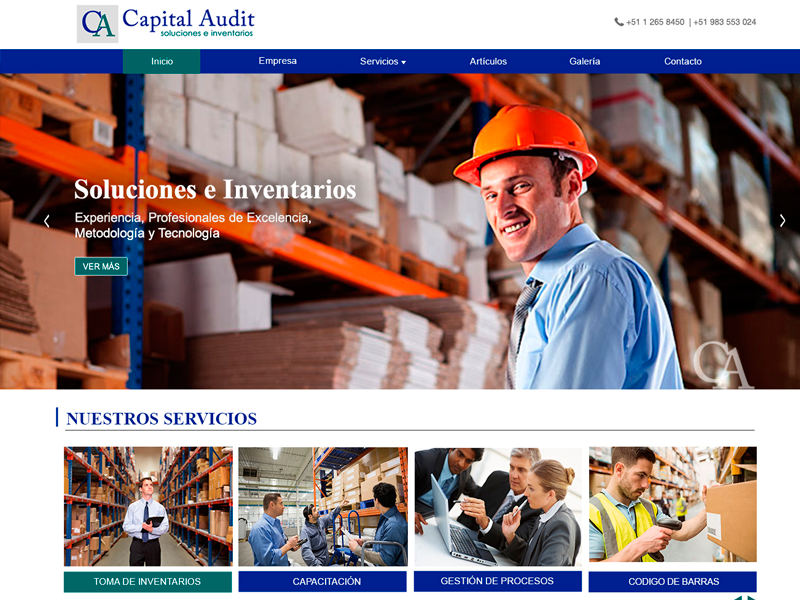 CA Capital Audit
soluciones e inventarios
+51 1 265 8450 | +51 983 553 024
Inicio Empresa Servicios Artículos Galería Contacto
Soluciones e Inventarios
Experiencia, Profesionales de Excelencia,
Metodología y Tecnología
VER MÁS
CA
NUESTROS SERVICIOS
TOMA DE INVENTARIOS CAPACITACIÓN GESTIÓN DE PROCESOS CODIGO DE BARRAS